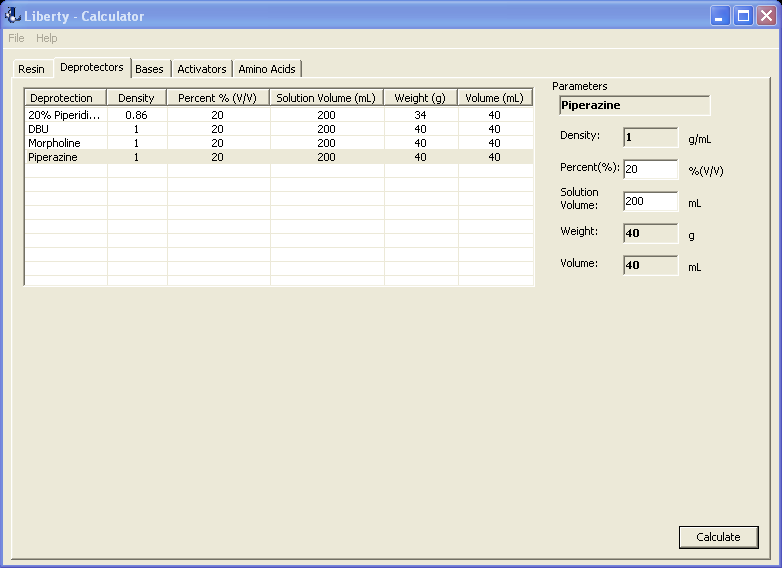 Liberty - Calculator
File Help
Resin Deprotectors Bases Activators Amino Acids
Deprotection Density Percent % (V/V) Solution Volume (mL) Weight (g) Volume (mL)
20% Piperidi... 0.86 20 200 34 40
DBU 1 20 200 40 40
Morpholine 1 20 200 40 40
Piperazine 1 20 200 40 40
Parameters
Piperazine
Density: 1 g/mL
Percent(%): 20 %(V/V)
Solution
Volume: 200 mL
Weight: 40 g
Volume: 40 mL
Calculate